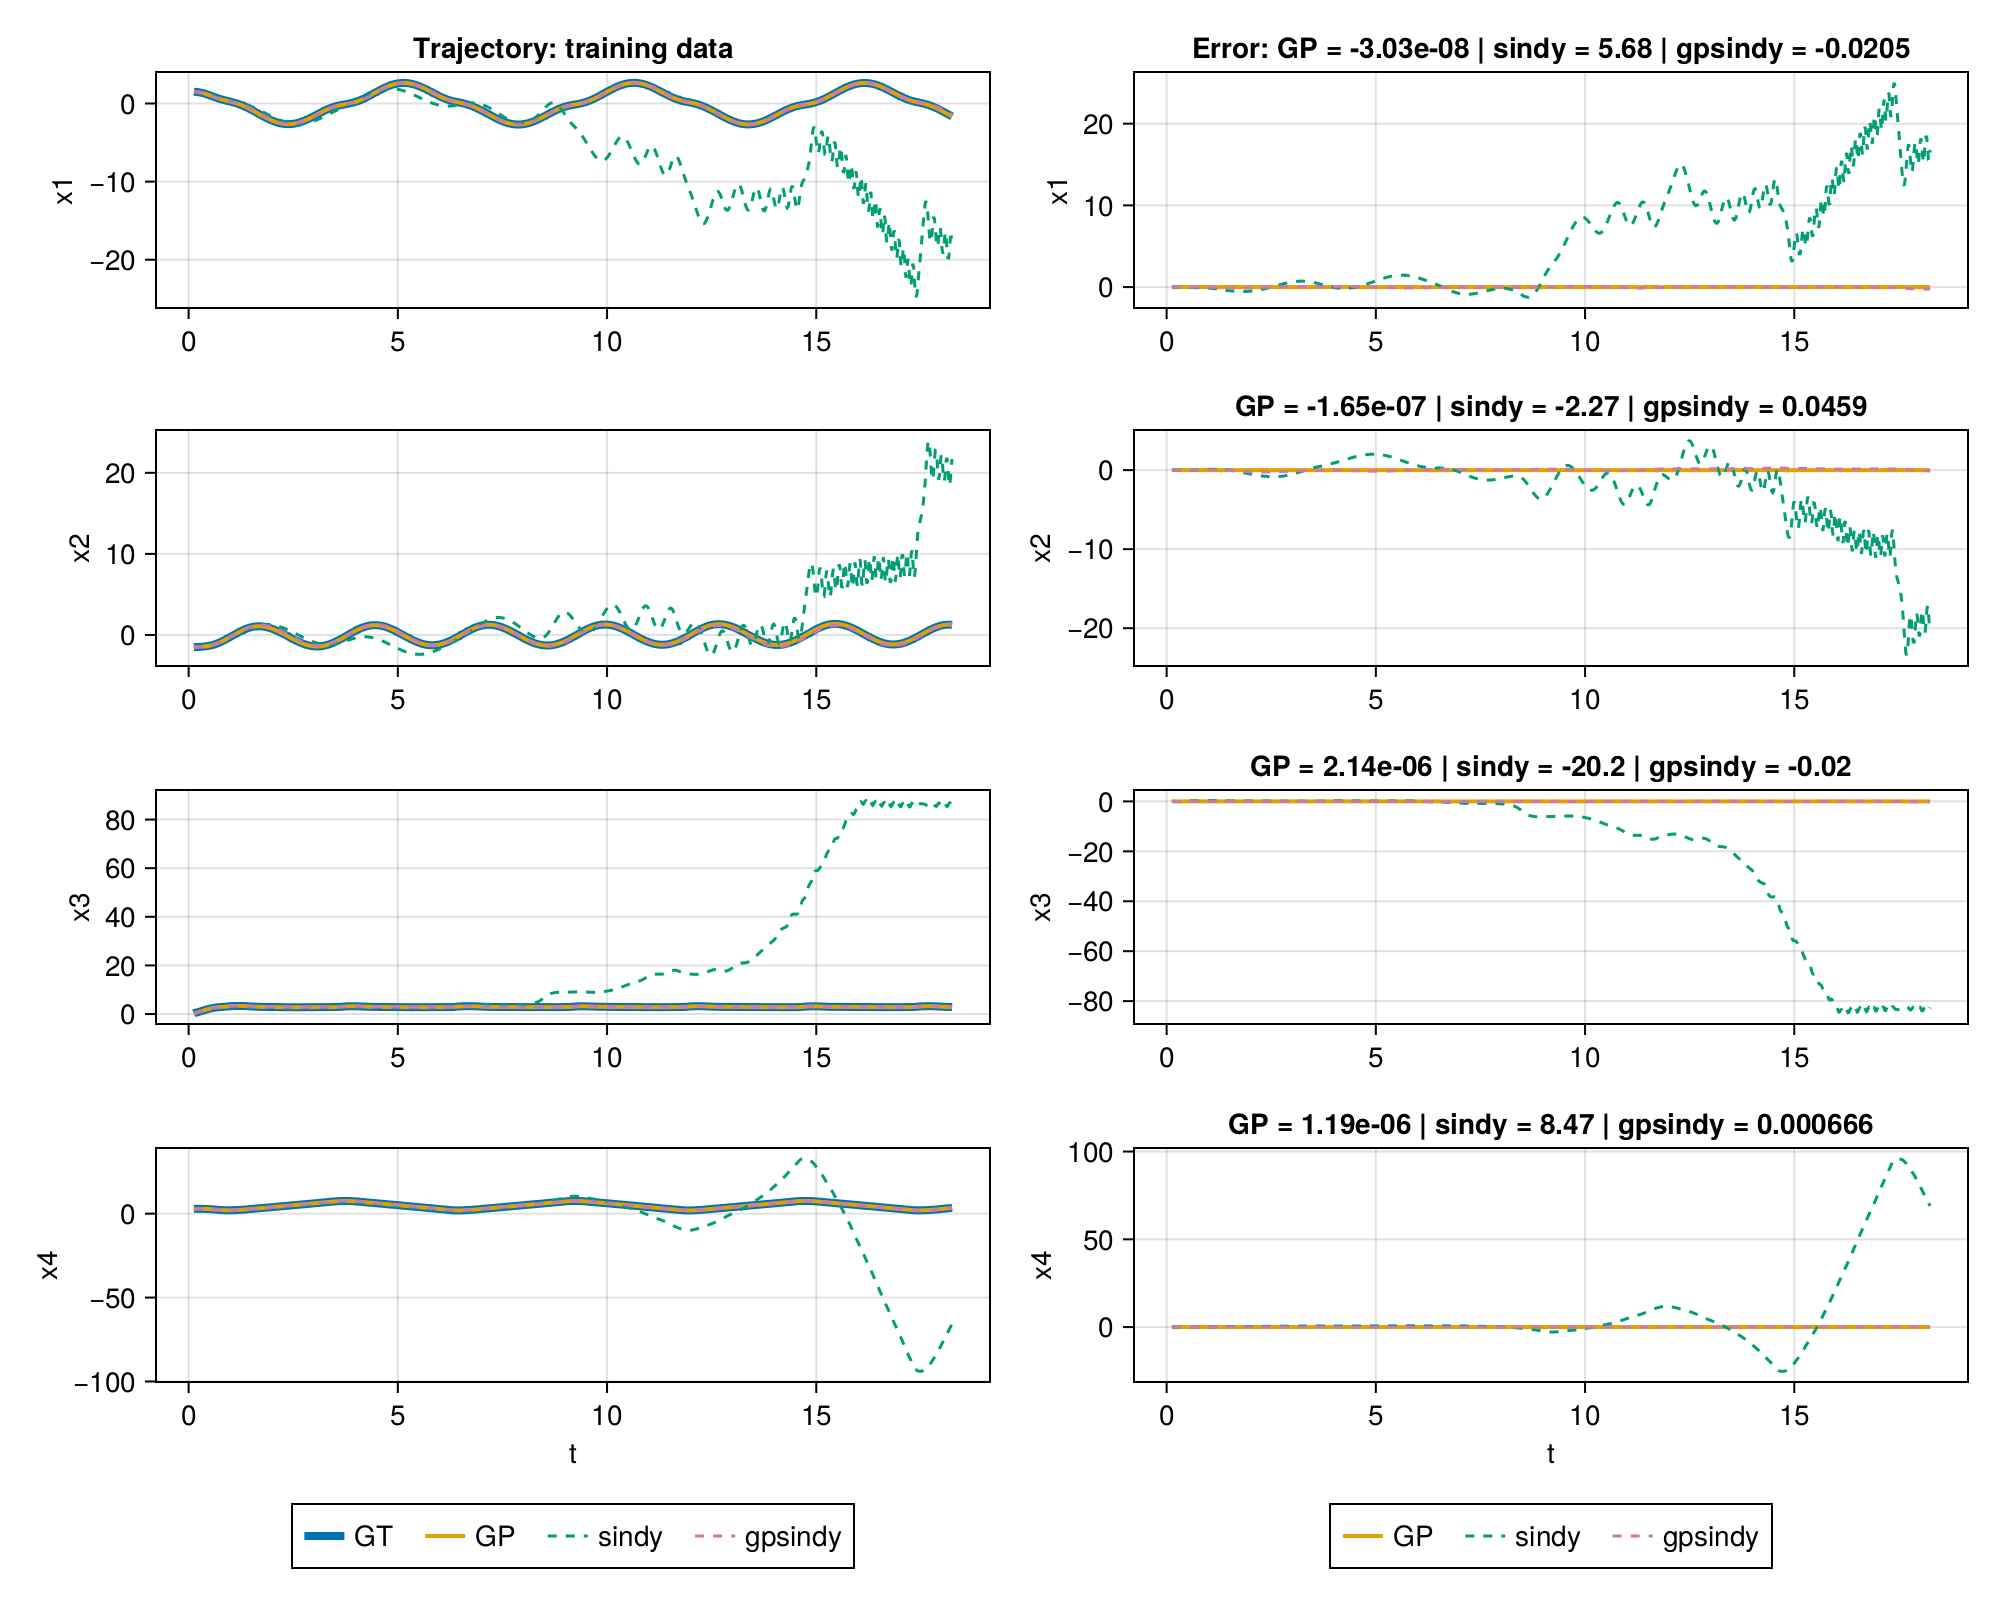 Trajectory: training data
0
−10
−20
x1
0 5 10 15
Error: GP = -3.03e-08 | sindy = 5.68 | gpsindy = -0.0205
20
10
0
x1
0 5 10 15
20
10
0
x2
0 5 10 15
GP = -1.65e-07 | sindy = -2.27 | gpsindy = 0.0459
0
−10
−20
x2
0 5 10 15
80
60
40
20
0
x3
0 5 10 15
GP = 2.14e-06 | sindy = -20.2 | gpsindy = -0.02
0
−20
−40
−60
−80
x3
0 5 10 15
0
−50
−100
x4
0 5 10 15
t
GP = 1.19e-06 | sindy = 8.47 | gpsindy = 0.000666
100
50
0
x4
0 5 10 15
t
GT GP sindy gpsindy
GP sindy gpsindy